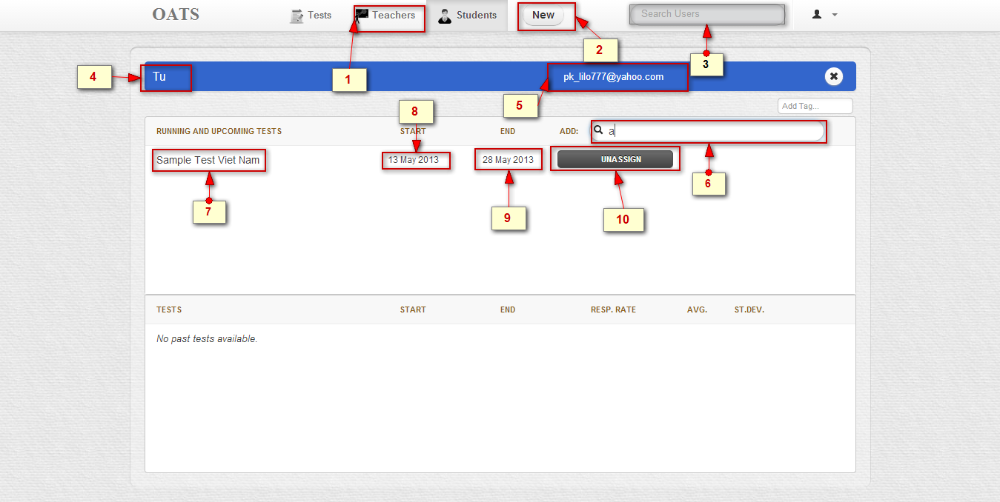 OATS Tests Teachers Students New Search Users
2
3
4 Tu 1 pk_lilo777@yahoo.com
5 Add Tag...
8
RUNNING AND UPCOMING TESTS START END ADD: a
Sample Test Viet Nam 13 May 2013 28 May 2013 UNASSIGN
6
7 9 10
TESTS START END RESP. RATE AVG. ST.DEV.
No past tests available.